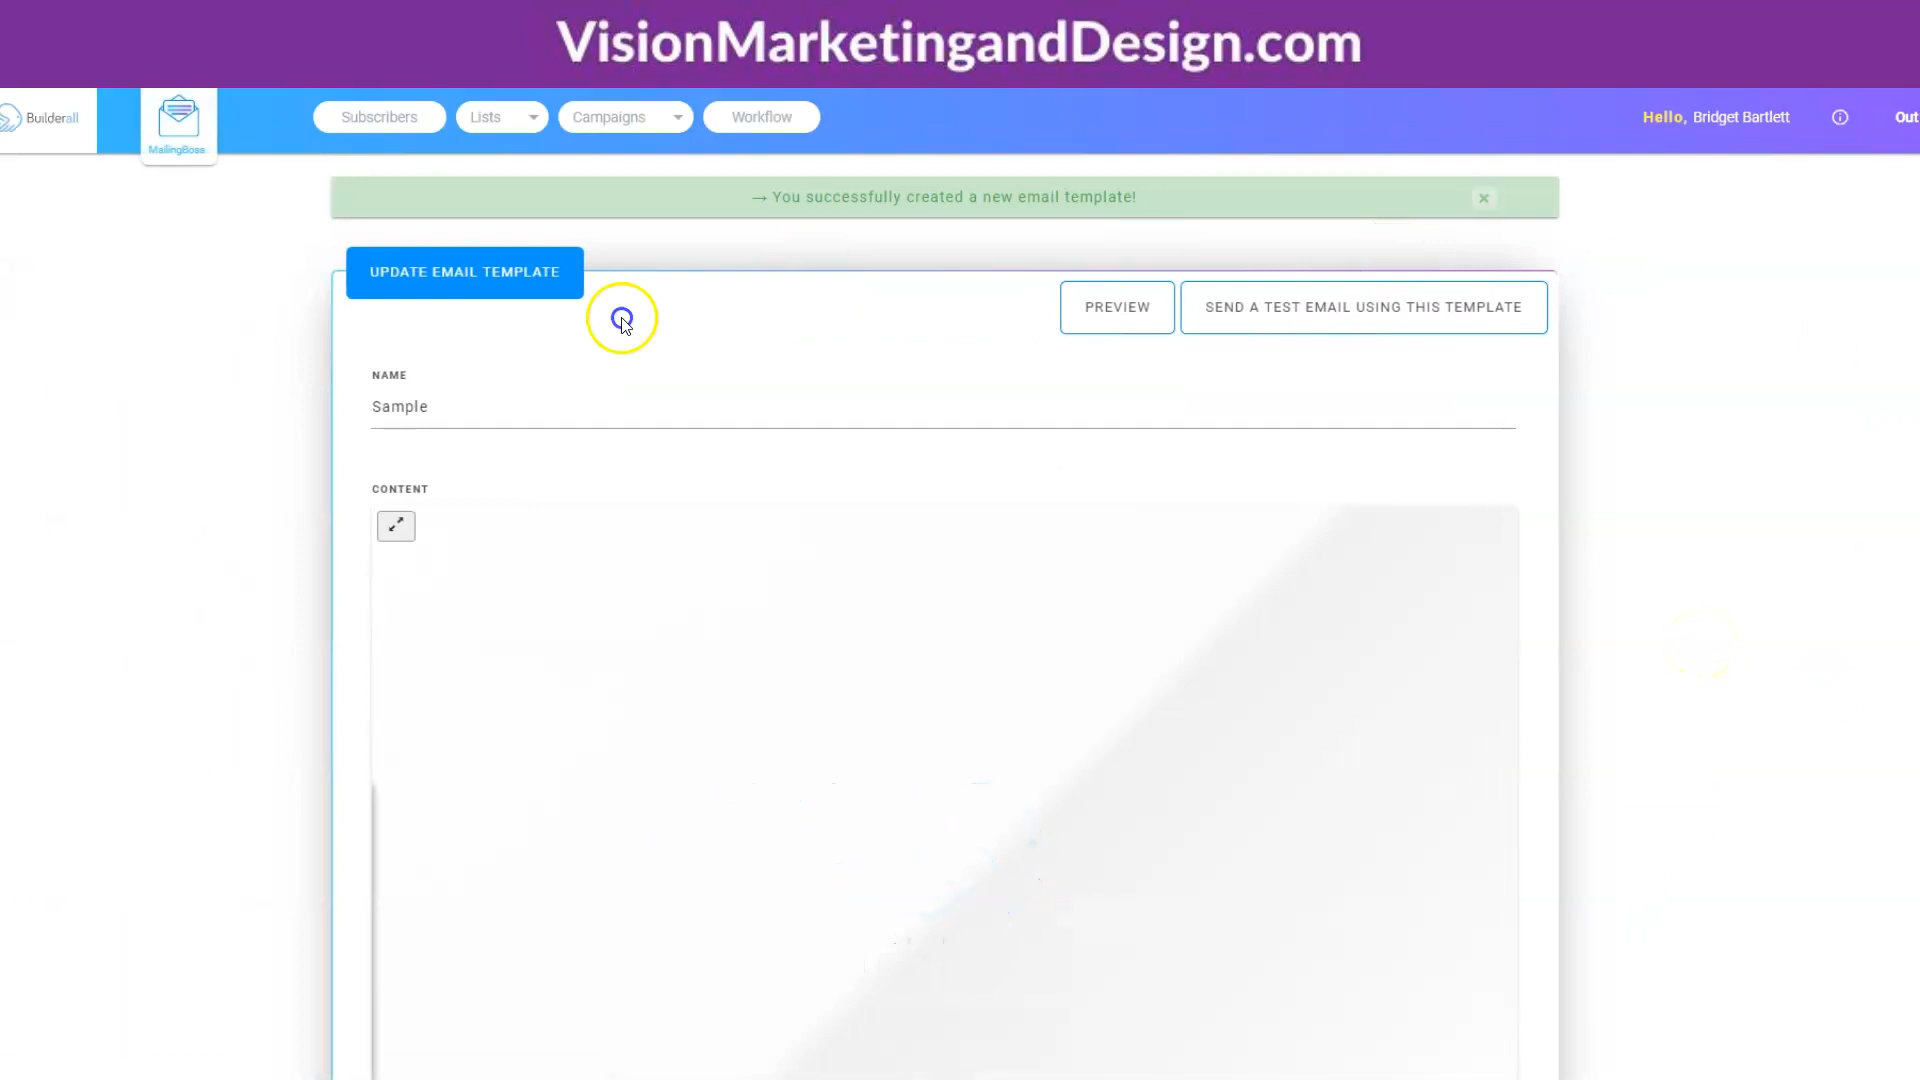 VisionMarketingandDesign.com
Builderall
MailingBoss
Subscribers
Lists
Campaigns
Workflow
Hello, Bridget Bartlett
Out
→ You successfully created a new email template!
×
UPDATE EMAIL TEMPLATE
PREVIEW
SEND A TEST EMAIL USING THIS TEMPLATE
NAME
Sample
CONTENT